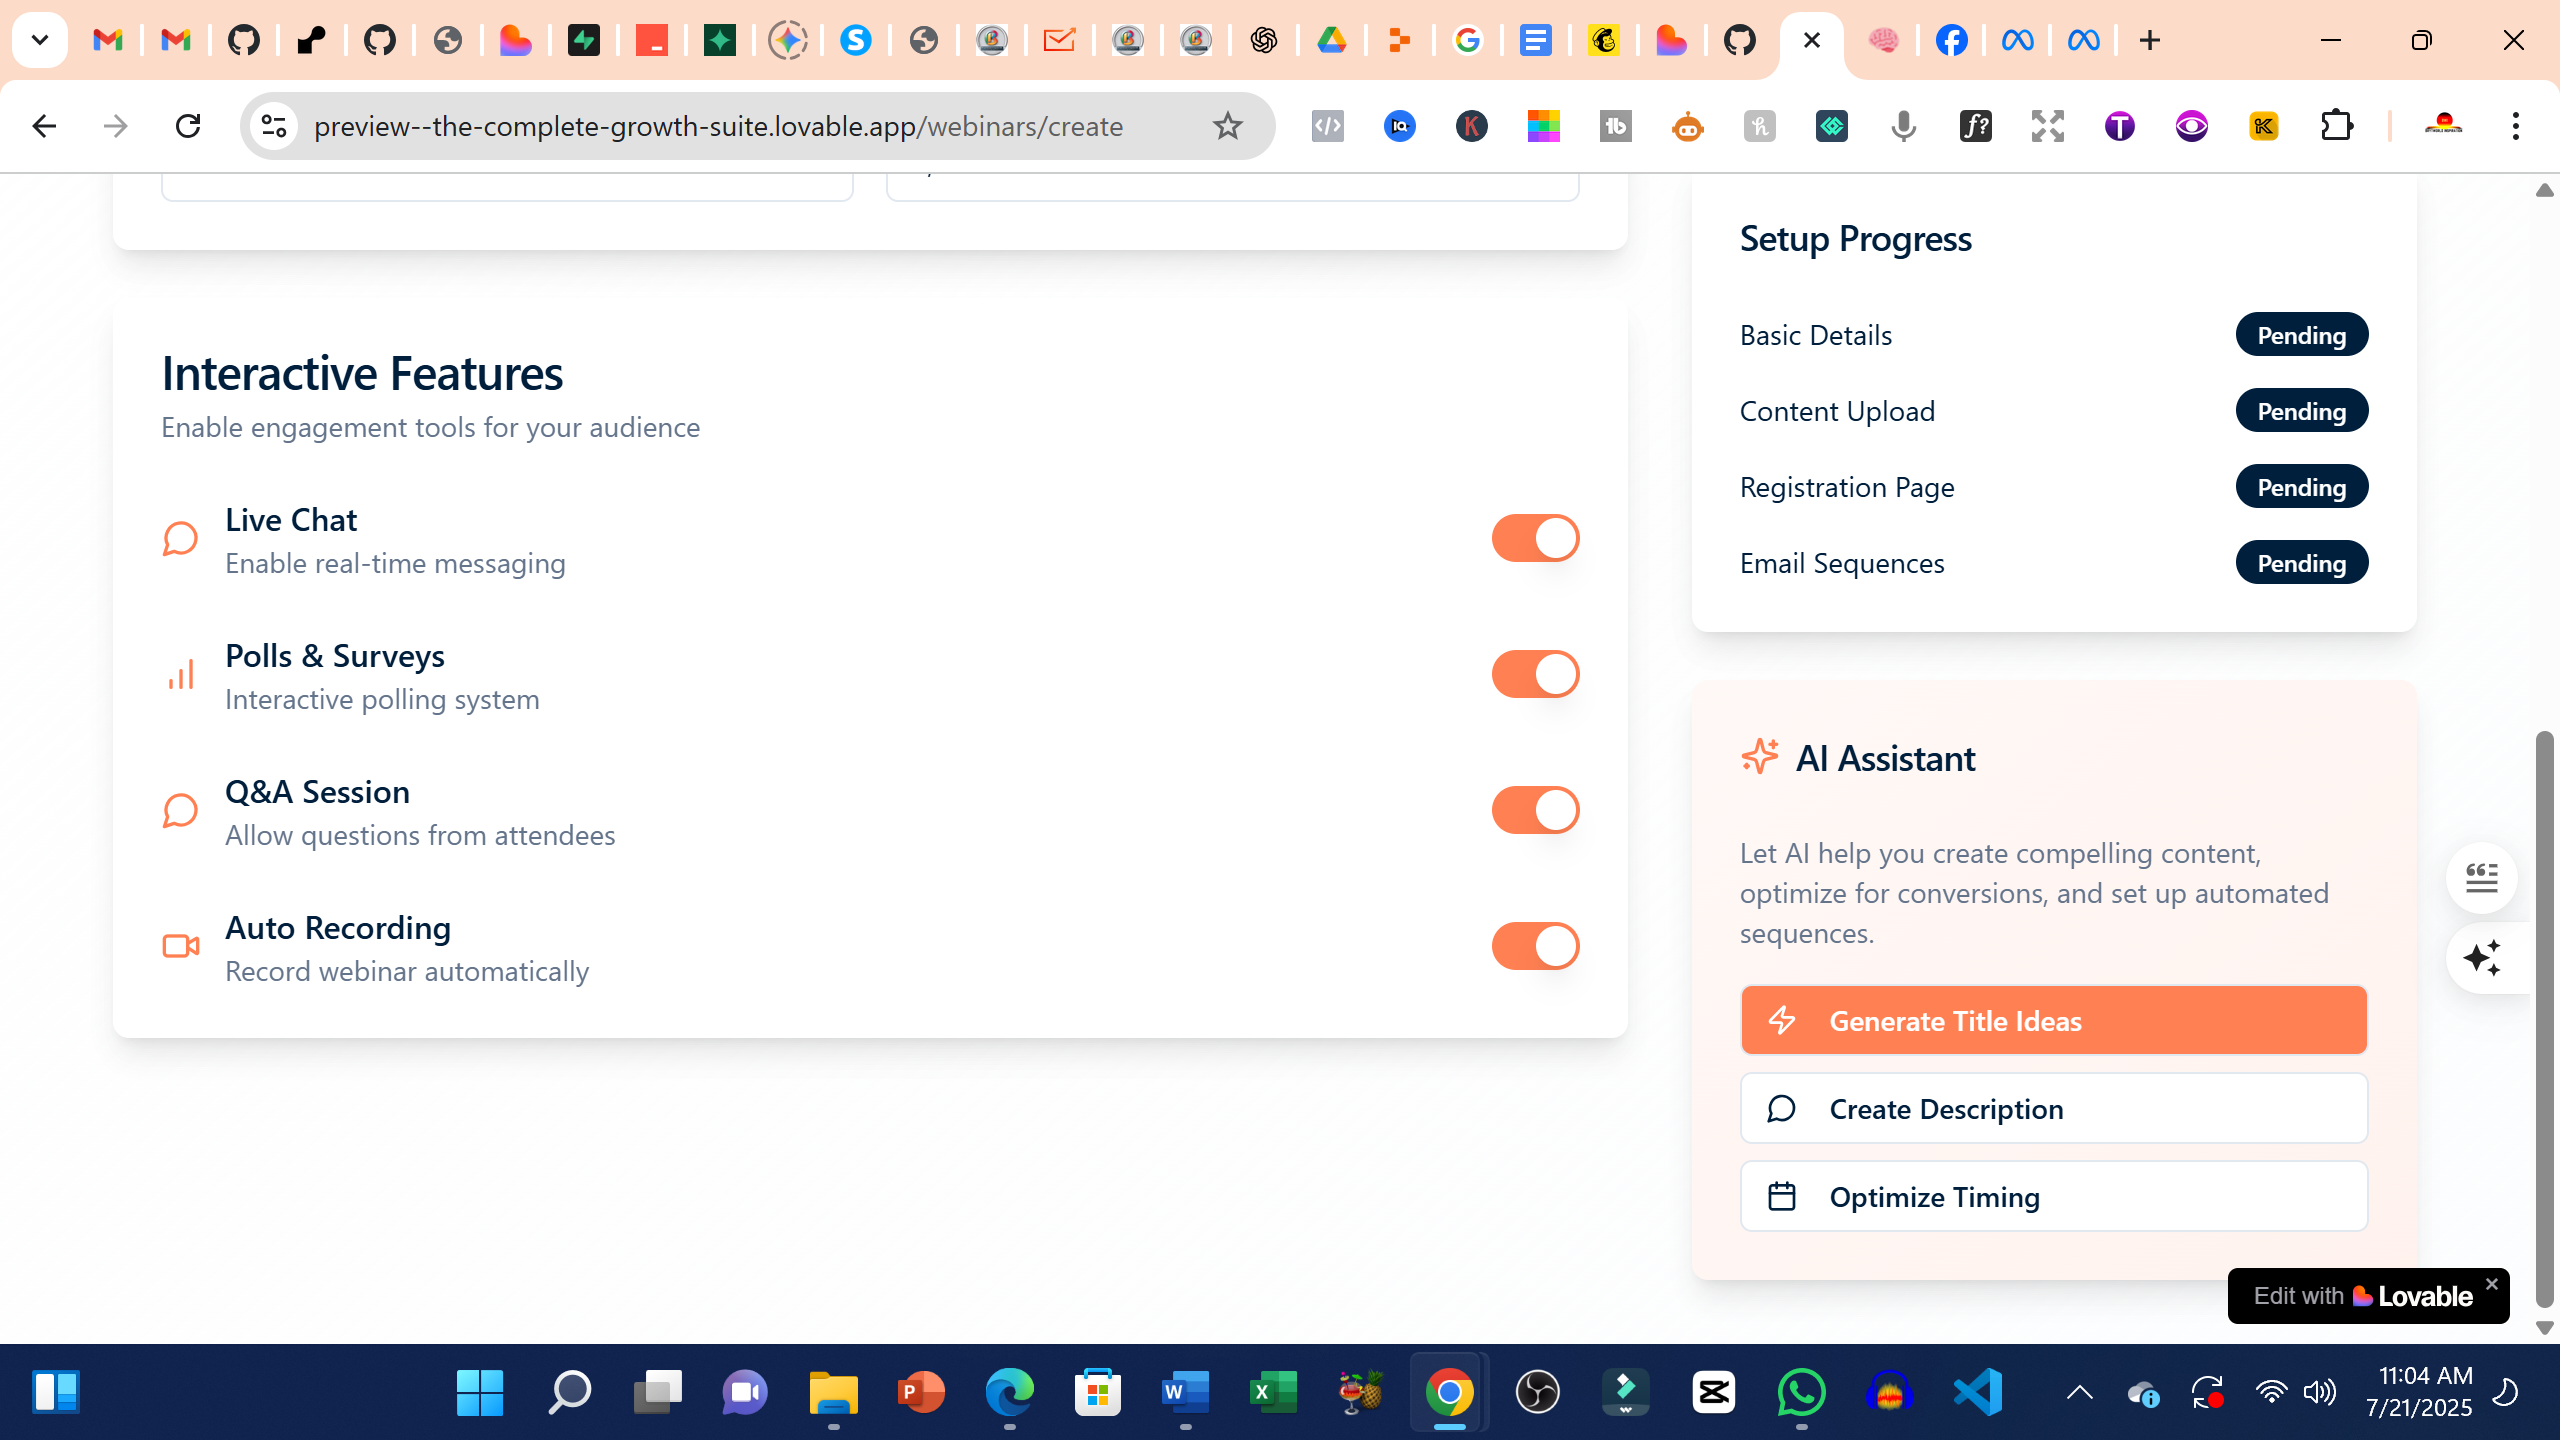 preview--the-complete-growth-suite.lovable.app/webinars/create
Setup Progress
Basic Details
Pending
Content Upload
Pending
Registration Page
Pending
Email Sequences
Pending
Interactive Features
Enable engagement tools for your audience
Live Chat
Enable real-time messaging
Polls & Surveys
Interactive polling system
Q&A Session
Allow questions from attendees
Auto Recording
Record webinar automatically
AI Assistant
Let AI help you create compelling content,
optimize for conversions, and set up automated
sequences.
Generate Title Ideas
Create Description
Optimize Timing
Edit with Lovable
11:04 AM
7/21/2025